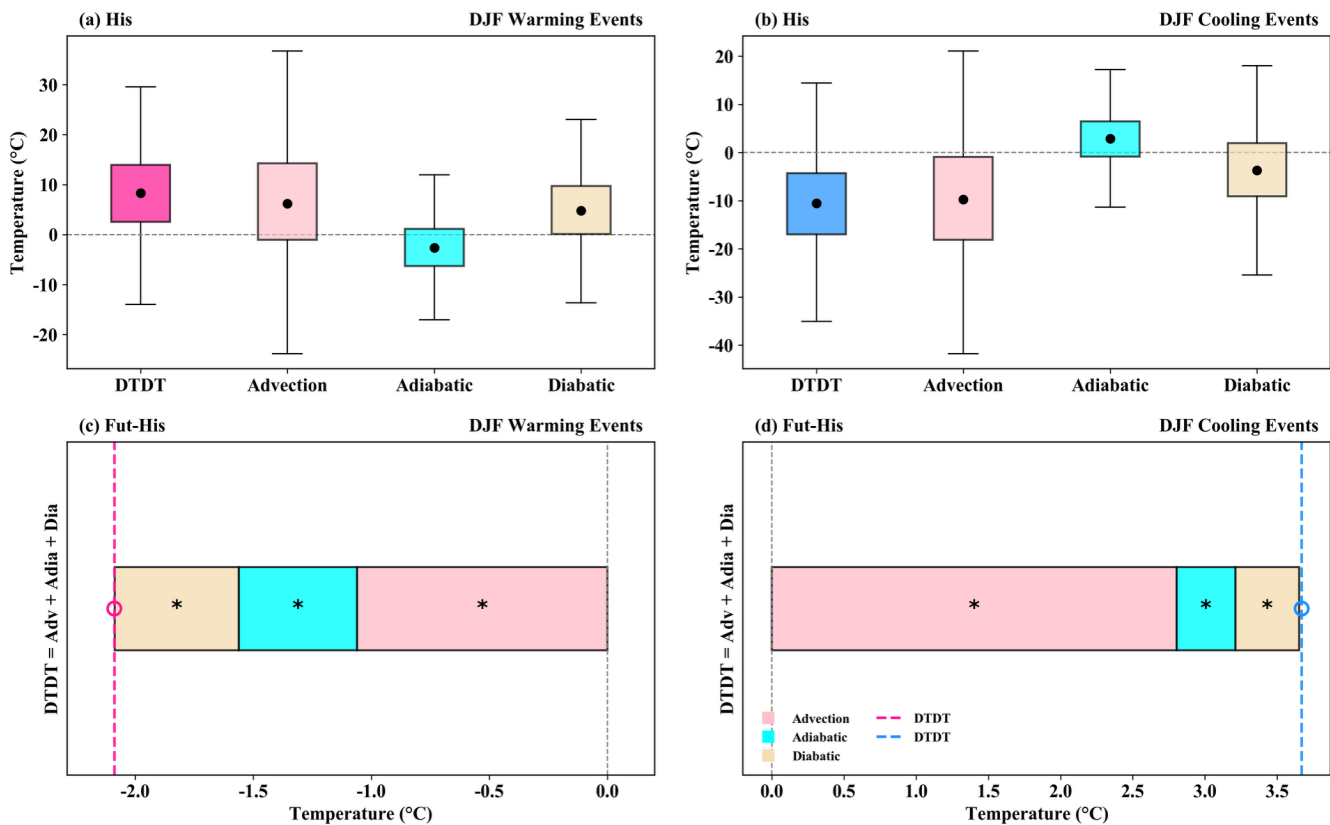 (a) His DJF Warming Events
Temperature (°C)
30
20
10
0
-10
-20
DTDT Advection Adiabatic Diabatic
(b) His DJF Cooling Events
Temperature (°C)
20
10
0
-10
-20
-30
-40
DTDT Advection Adiabatic Diabatic
(c) Fut-His DJF Warming Events
DTDT = Adv + Adia + Dia
* * *
-2.0 -1.5 -1.0 -0.5 0.0
Temperature (°C)
(d) Fut-His DJF Cooling Events
DTDT = Adv + Adia + Dia
* * *
Advection DTDT
Adiabatic DTDT
Diabatic
0.0 0.5 1.0 1.5 2.0 2.5 3.0 3.5
Temperature (°C)